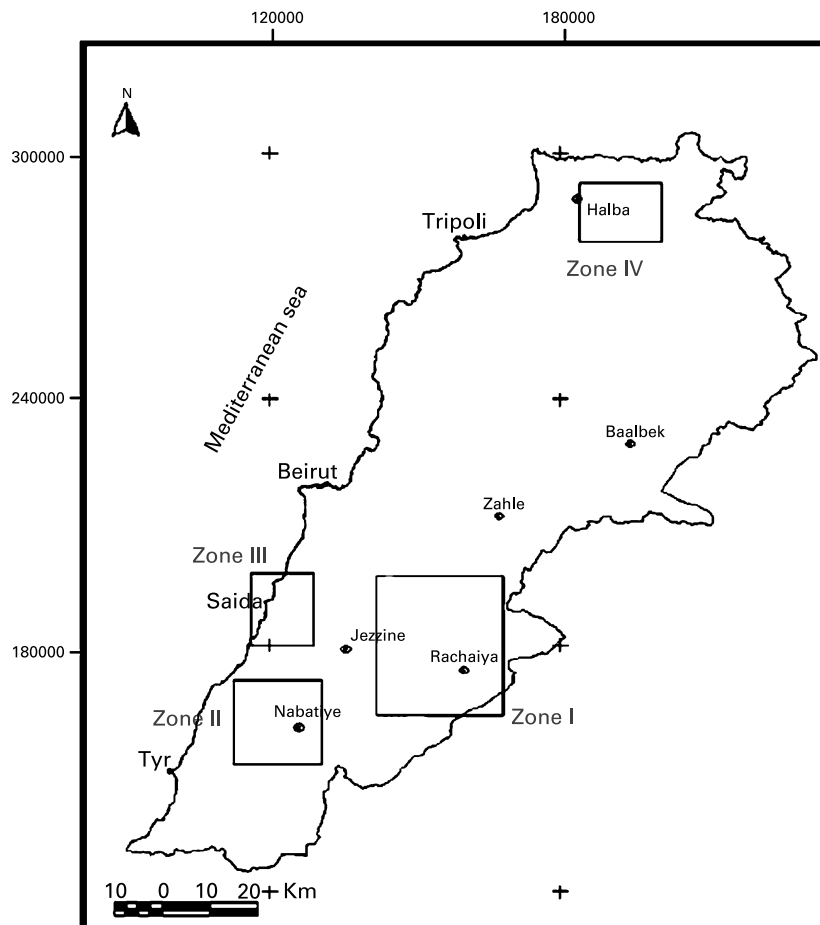 120000 180000
N
300000
Halba
Tripoli
Zone IV
Mediterranean sea
240000
Baalbek
Beirut
Zahle
Zone III
Saida
Jezzine
180000
Rachaiya
Nabatiye
Zone II
Zone I
Tyr
10 0 10 20 Km